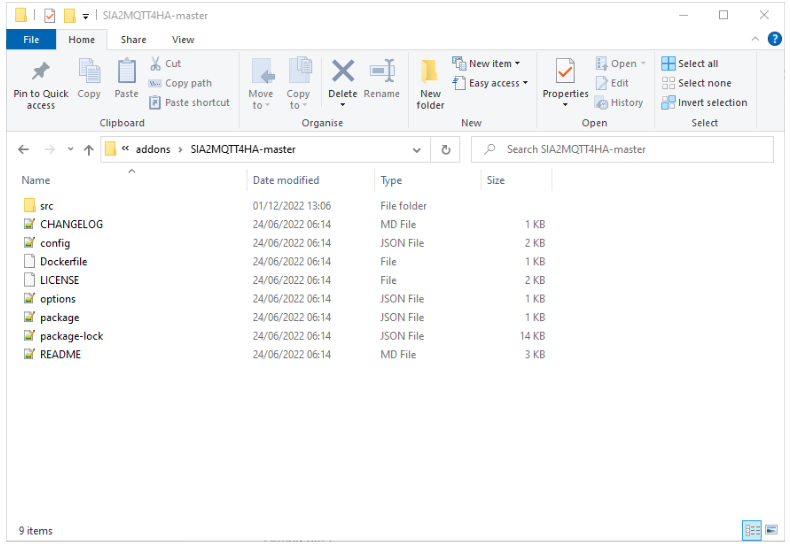 SIA2MQTT4HA-master
File Home Share View
Pin to Quick access
Copy
Paste
Cut
Copy path
Paste shortcut
Clipboard
Move to
Copy to
Delete
Rename
Organise
New folder
New item
Easy access
New
Properties
Open
Edit
History
Open
Select all
Select none
Invert selection
Select
« addons > SIA2MQTT4HA-master
Search SIA2MQTT4HA-master
Name Date modified Type Size
src 01/12/2022 13:06 File folder
CHANGELOG 24/06/2022 06:14 MD File 1 KB
config 24/06/2022 06:14 JSON File 2 KB
Dockerfile 24/06/2022 06:14 File 1 KB
LICENSE 24/06/2022 06:14 File 2 KB
options 24/06/2022 06:14 JSON File 1 KB
package 24/06/2022 06:14 JSON File 1 KB
package-lock 24/06/2022 06:14 JSON File 14 KB
README 24/06/2022 06:14 MD File 3 KB
9 items